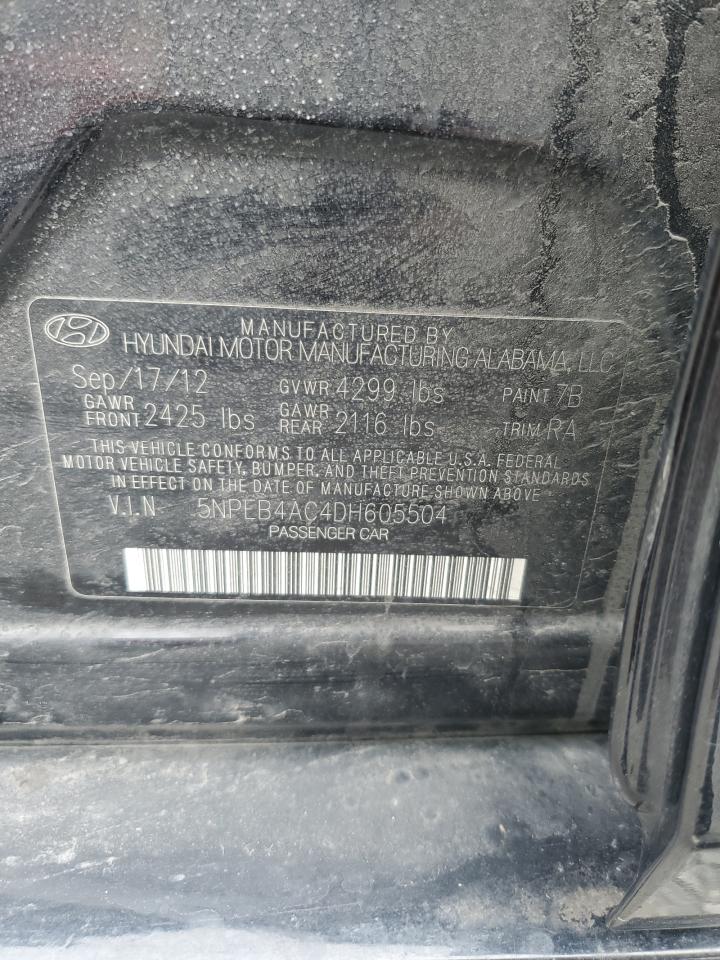 MANUFACTURED BY
HYUNDAI MOTOR MANUFACTURING ALABAMA, LLC
Sep/17/12 GVWR 4299 lbs PAINT 7B
GAWR FRONT 2425 lbs GAWR REAR 2116 lbs TRIM RA
THIS VEHICLE CONFORMS TO ALL APPLICABLE U.S.A. FEDERAL
MOTOR VEHICLE SAFETY, BUMPER, AND THEFT PREVENTION STANDARDS
IN EFFECT ON THE DATE OF MANUFACTURE SHOWN ABOVE
V.I.N 5NPEB4AC4DH605504
PASSENGER CAR